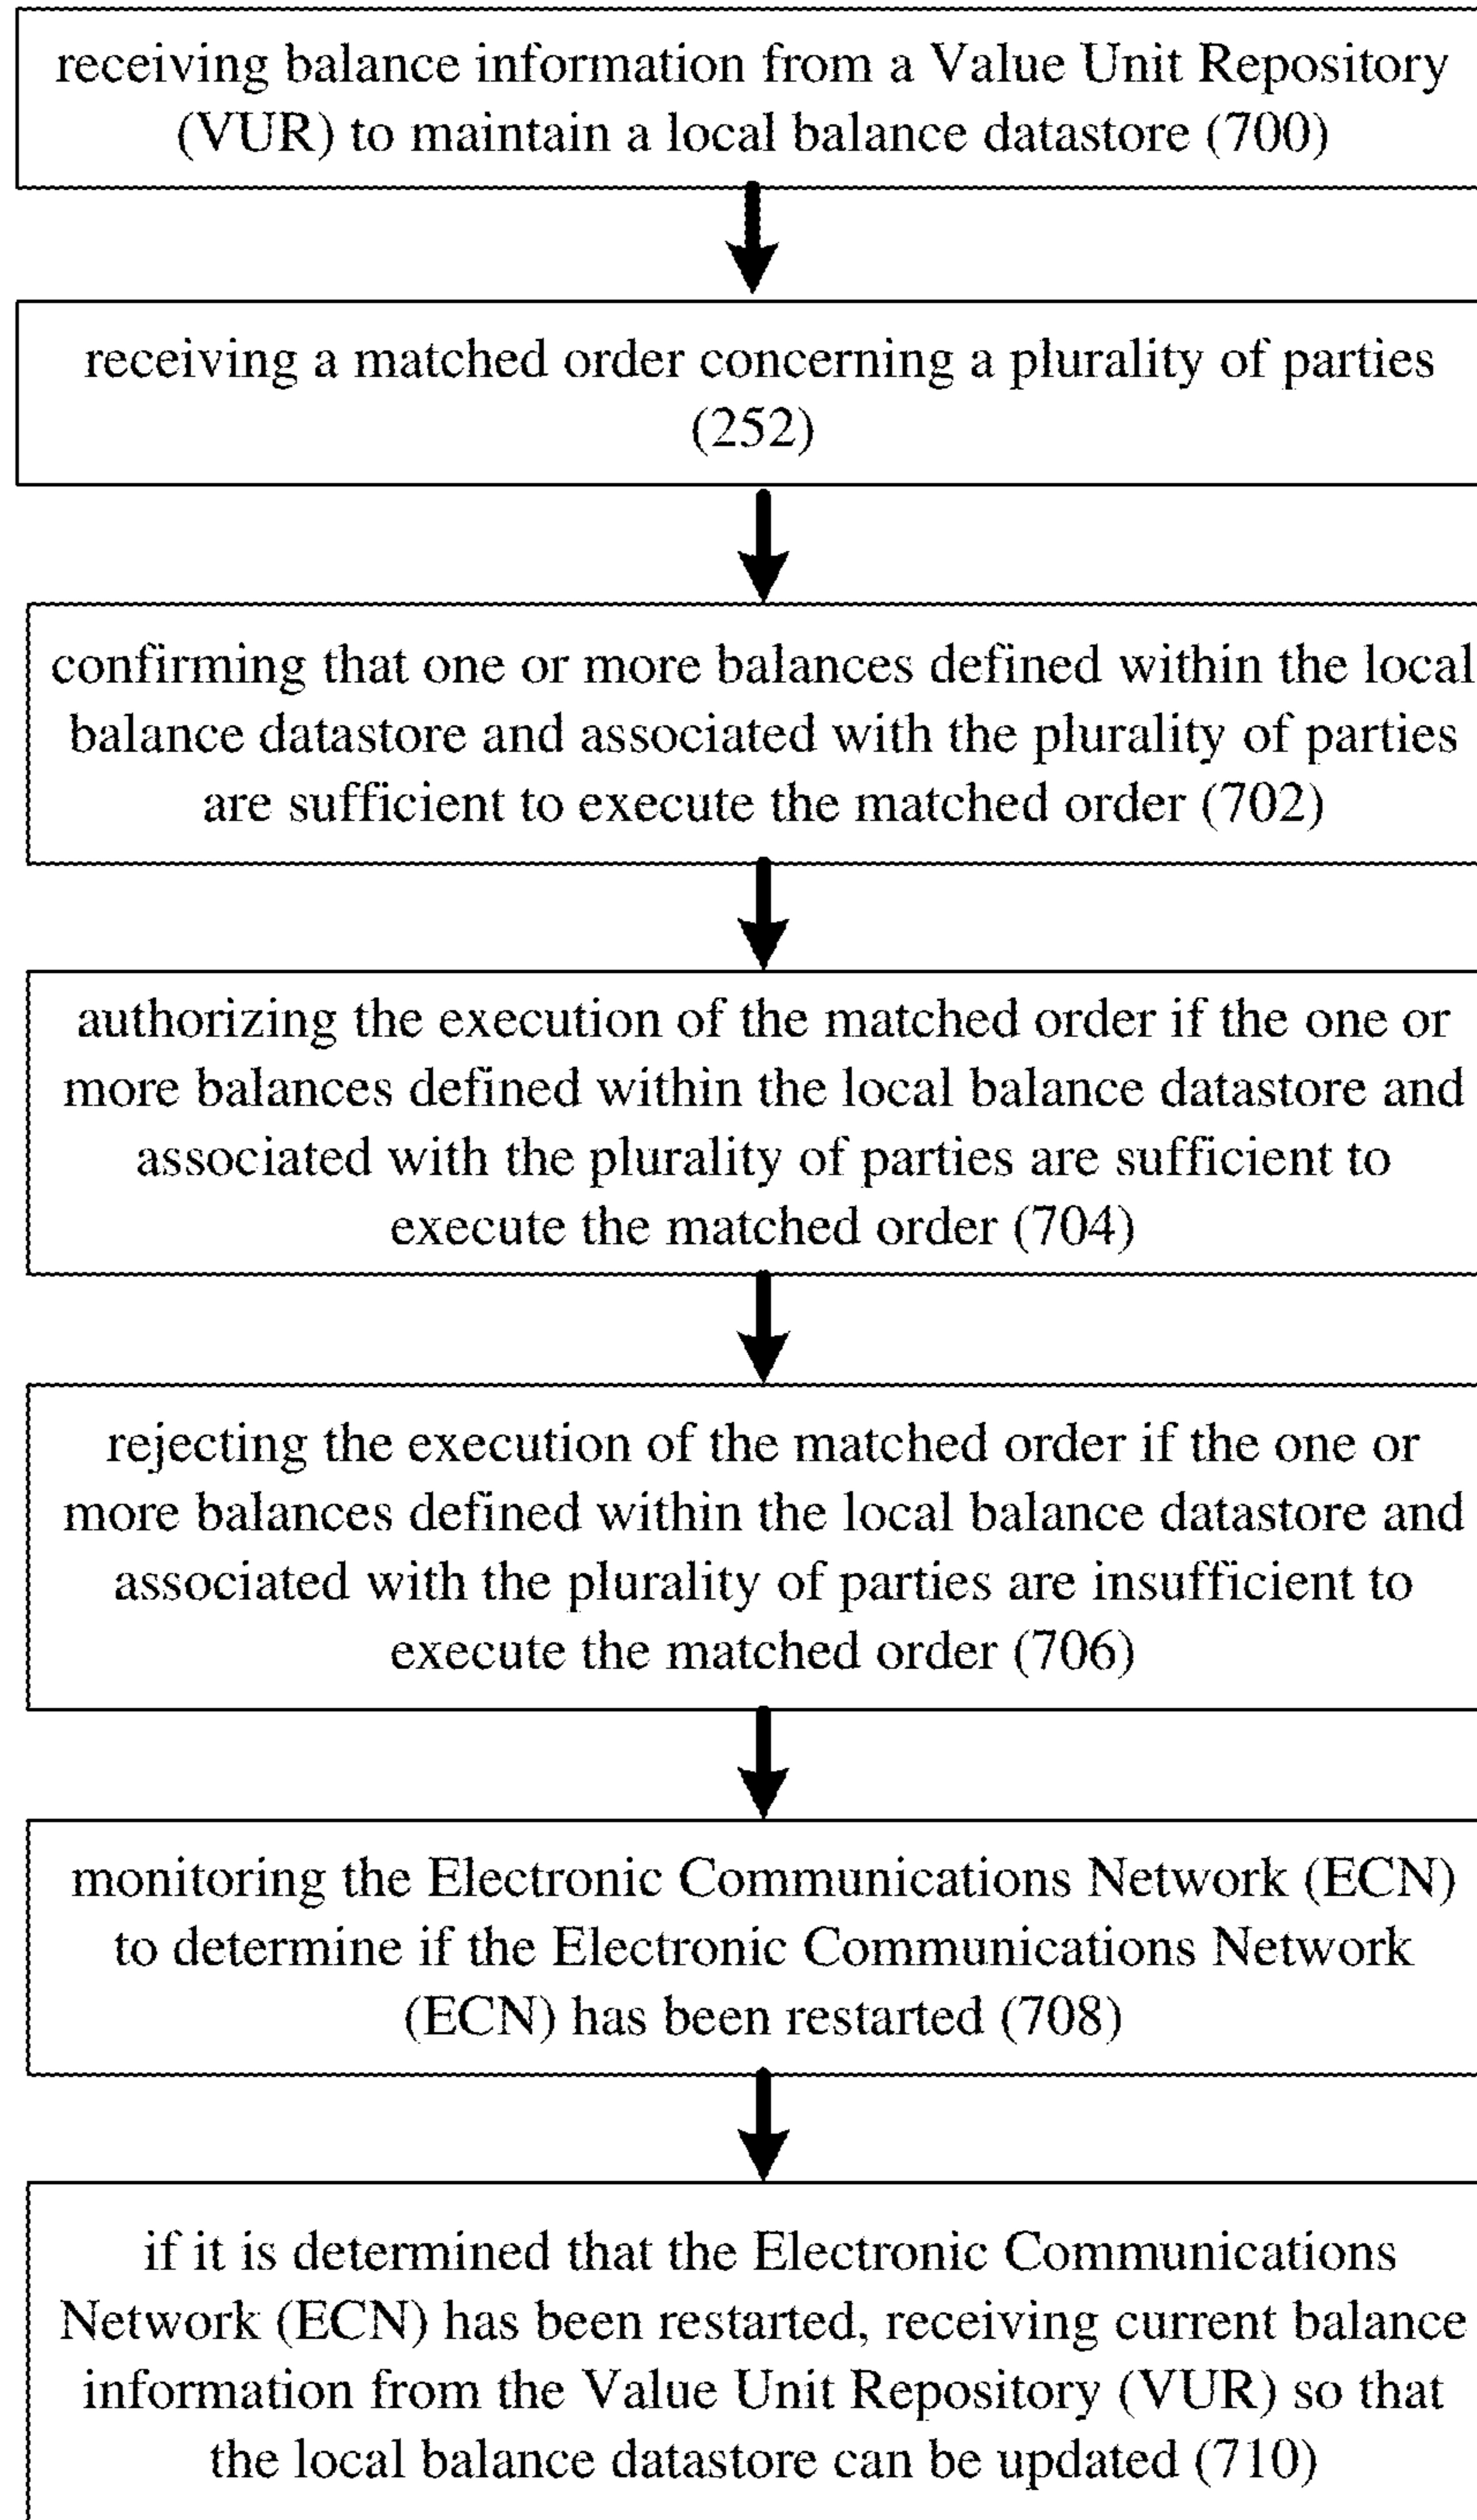 receiving balance information from a Value Unit Repository
(VUR) to maintain a local balance datastore (700)
receiving a matched order concerning a plurality of parties
(252)
confirming that one or more balances defined within the local
balance datastore and associated with the plurality of parties
are sufficient to execute the matched order (702)
authorizing the execution of the matched order if the one or
more balances defined within the local balance datastore and
associated with the plurality of parties are sufficient to
execute the matched order (704)
rejecting the execution of the matched order if the one or
more balances defined within the local balance datastore and
associated with the plurality of parties are insufficient to
execute the matched order (706)
monitoring the Electronic Communications Network (ECN)
to determine if the Electronic Communications Network
(ECN) has been restarted (708)
if it is determined that the Electronic Communications
Network (ECN) has been restarted, receiving current balance
information from the Value Unit Repository (VUR) so that
the local balance datastore can be updated (710)